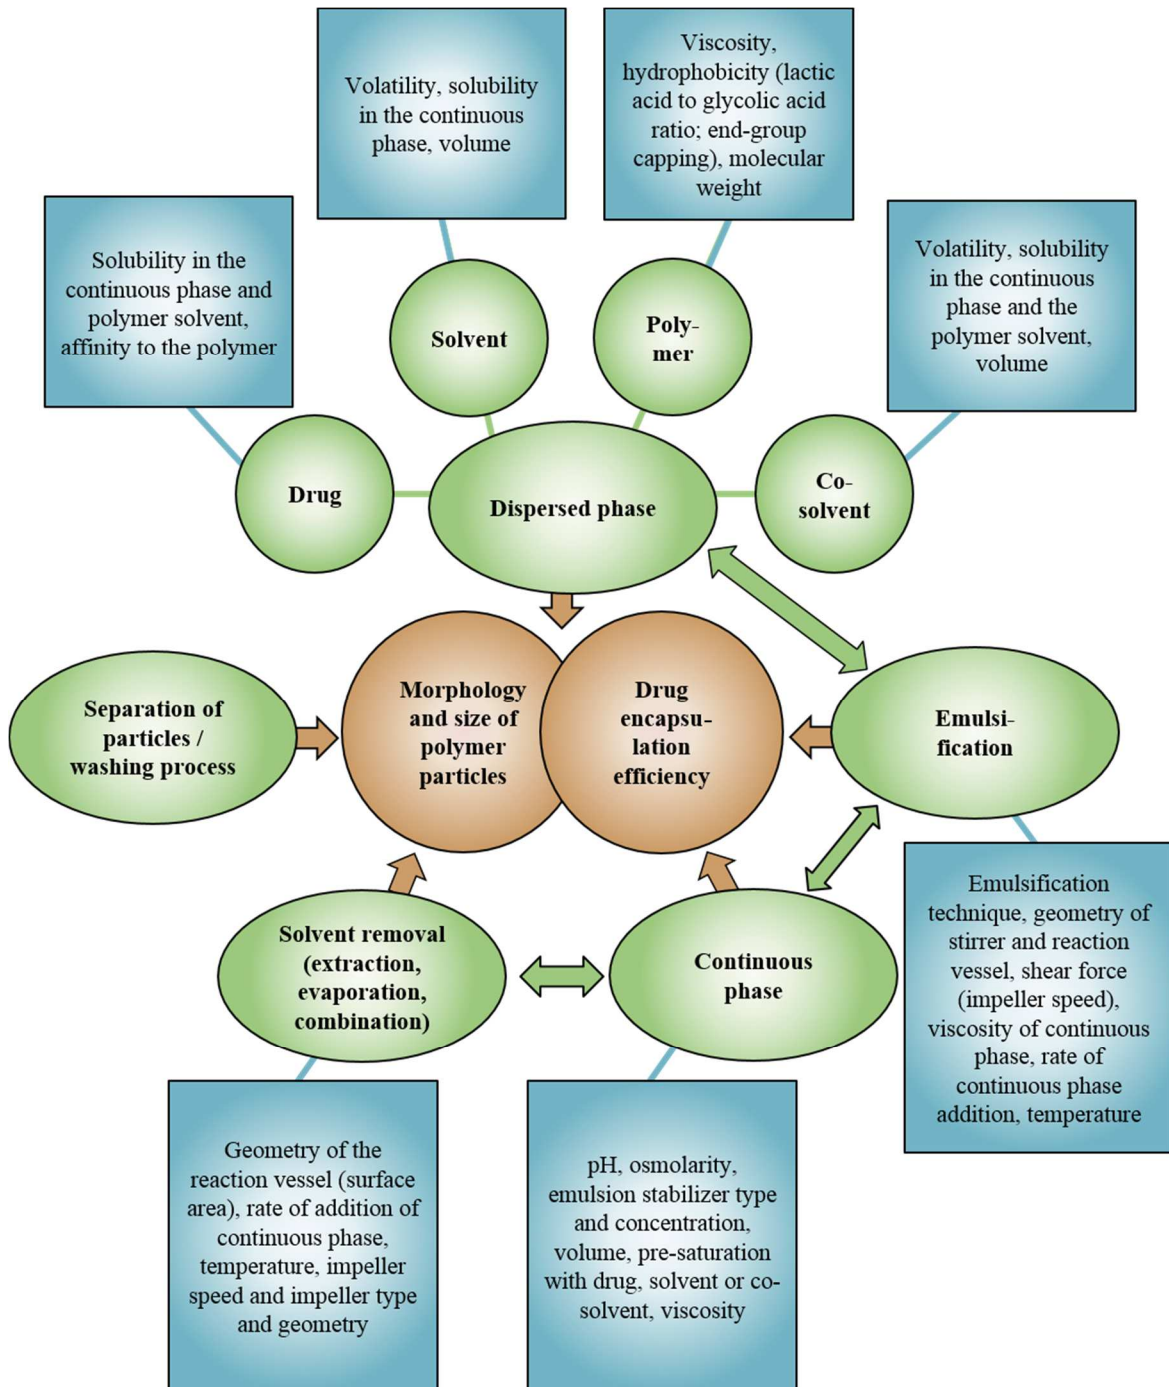 Volatility, solubility
in the continuous
phase, volume
Viscosity,
hydrophobicity (lactic
acid to glycolic acid
ratio; end-group
capping), molecular
weight
Solubility in the
continuous phase and
polymer solvent,
affinity to the polymer
Volatility, solubility
in the continuous
phase and the
polymer solvent,
volume
Solvent
Poly-
mer
Drug
Dispersed phase
Co-
solvent
Separation of
particles /
washing process
Morphology
and size of
polymer
particles
Drug
encapsu-
lation
efficiency
Emulsi-
fication
Solvent removal
(extraction,
evaporation,
combination)
Continuous
phase
Emulsification
technique, geometry of
stirrer and reaction
vessel, shear force
(impeller speed),
viscosity of continuous
phase, rate of
continuous phase
addition, temperature
Geometry of the
reaction vessel (surface
area), rate of addition of
continuous phase,
temperature, impeller
speed and impeller type
and geometry
pH, osmolarity,
emulsion stabilizer type
and concentration,
volume, pre-saturation
with drug, solvent or co-
solvent, viscosity